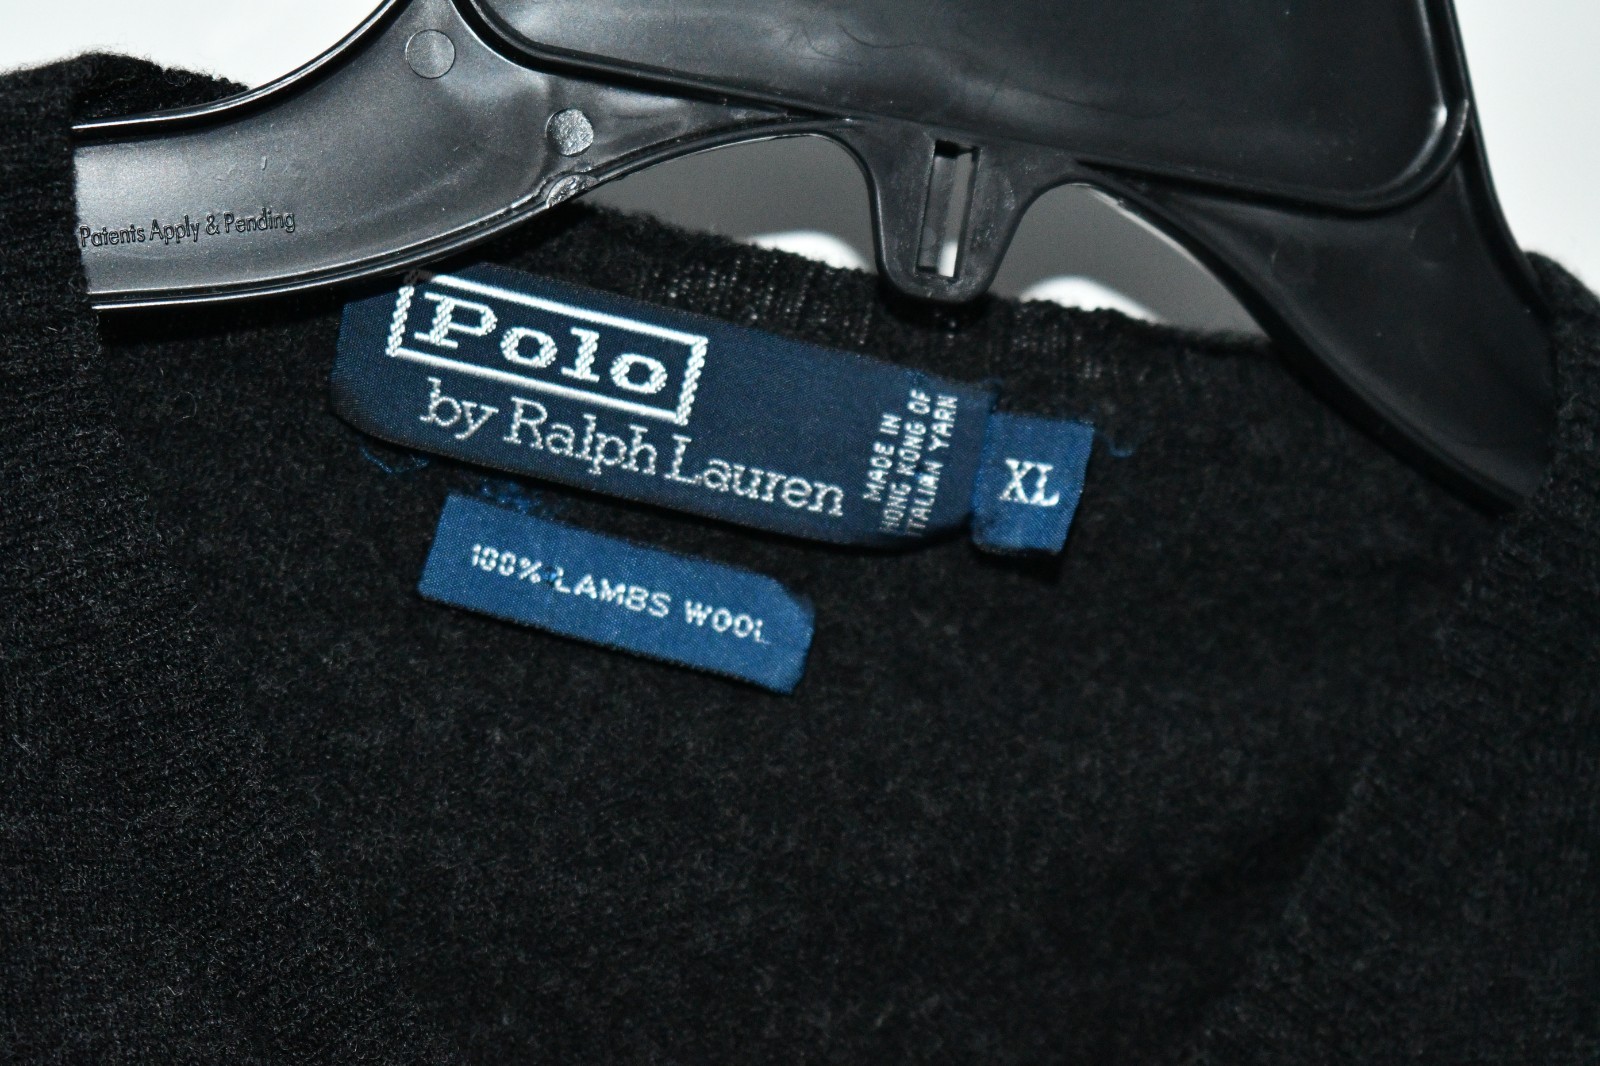 Patents Apply & Pending
Polo
by Ralph Lauren
MADE IN
HONG KONG OF
ITALIAN YARN
XL
100% LAMBS WOOL